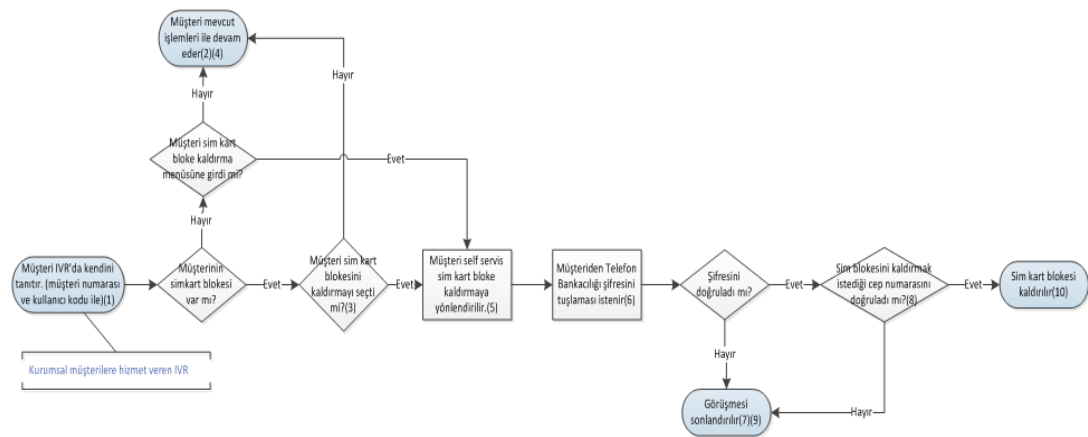 Müşteri mevcut
işlemleri ile devam
eder(2)(4)
Hayır
Hayır
Müşteri sim kart
bloke kaldırma
menüsüne girdi mi?
Evet
Hayır
Müşteri IVR'da kendini
tanıtır. (müşteri numarası
ve kullanıcı kodu ile)(1)
Müşterinin
simkart blokesi
var mı?
Evet
Müşteri sim kart
blokesini
kaldırmayı seçti
mi?(3)
Evet
Müşteri self servis
sim kart bloke
kaldırmaya
yönlendirilir.(5)
Müşteriden Telefon
Bankacılığı şifresini
tuşlaması istenir(6)
Şifresini
doğruladı mı?
Evet
Sim blokesini kaldırmak
istediği cep numarasını
doğruladı mı?(8)
Evet
Sim kart blokesi
kaldırılır(10)
Kurumsal müşterilere hizmet veren IVR
Hayır
Görüşmesi
sonlandırılır(7)(9)
Hayır